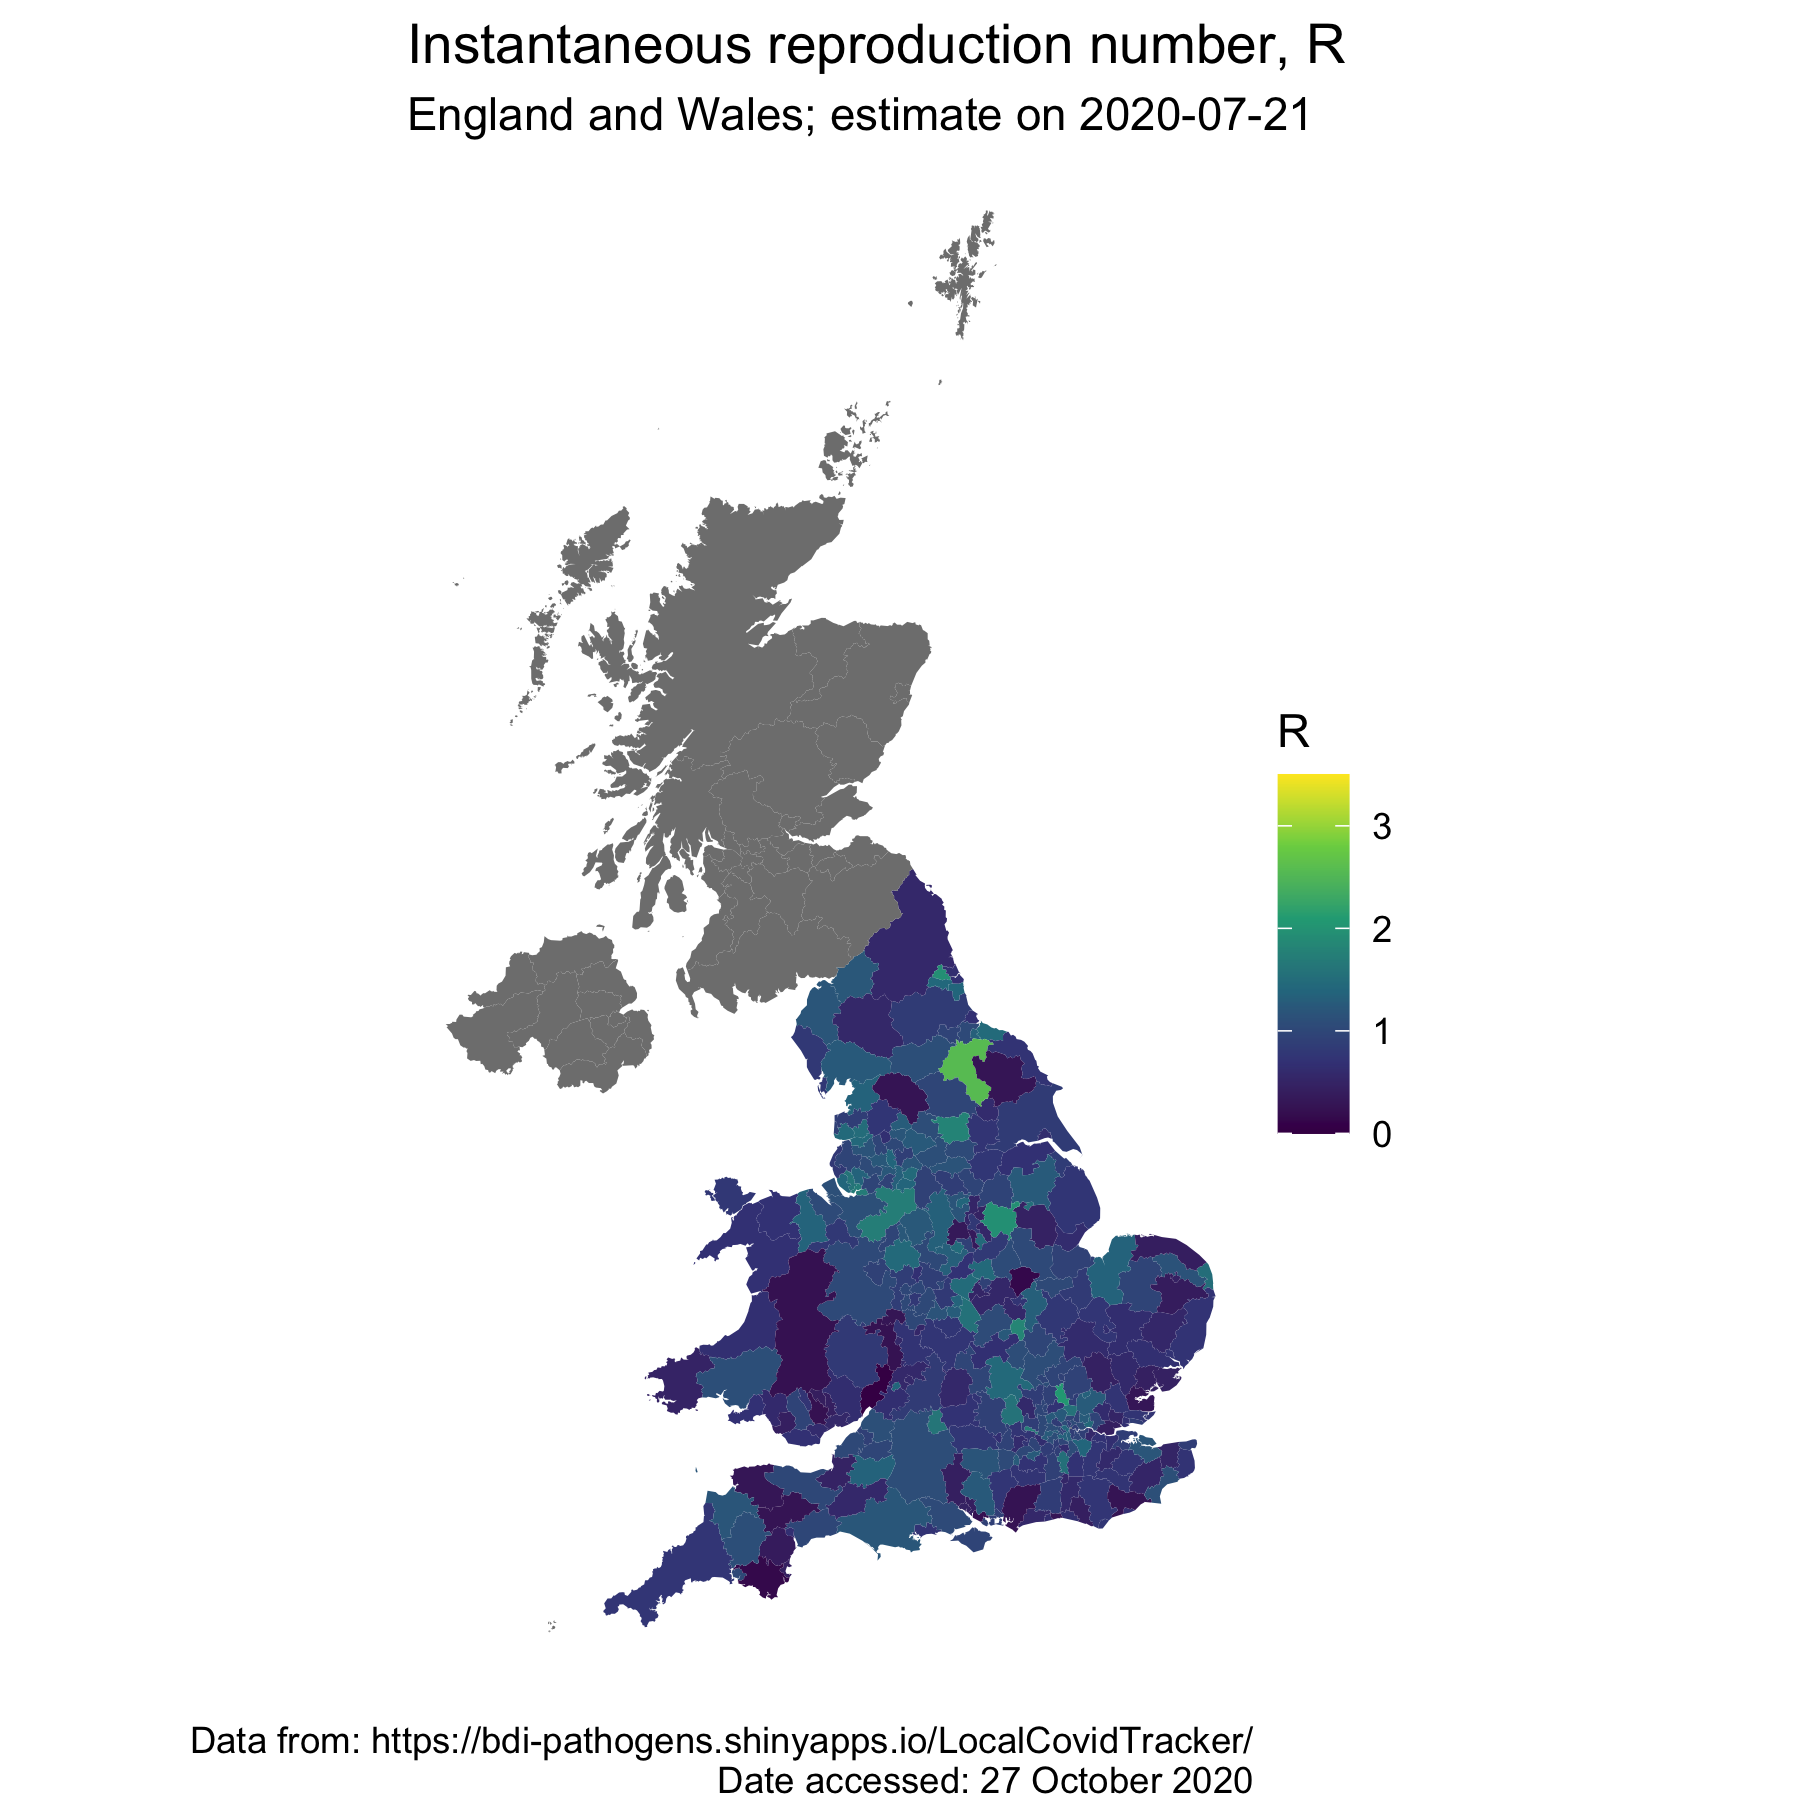 Instantaneous reproduction number, R
England and Wales; estimate on 2020-07-21
R
3
2
1
0
Data from: https://bdi-pathogens.shinyapps.io/LocalCovidTracker/
Date accessed: 27 October 2020